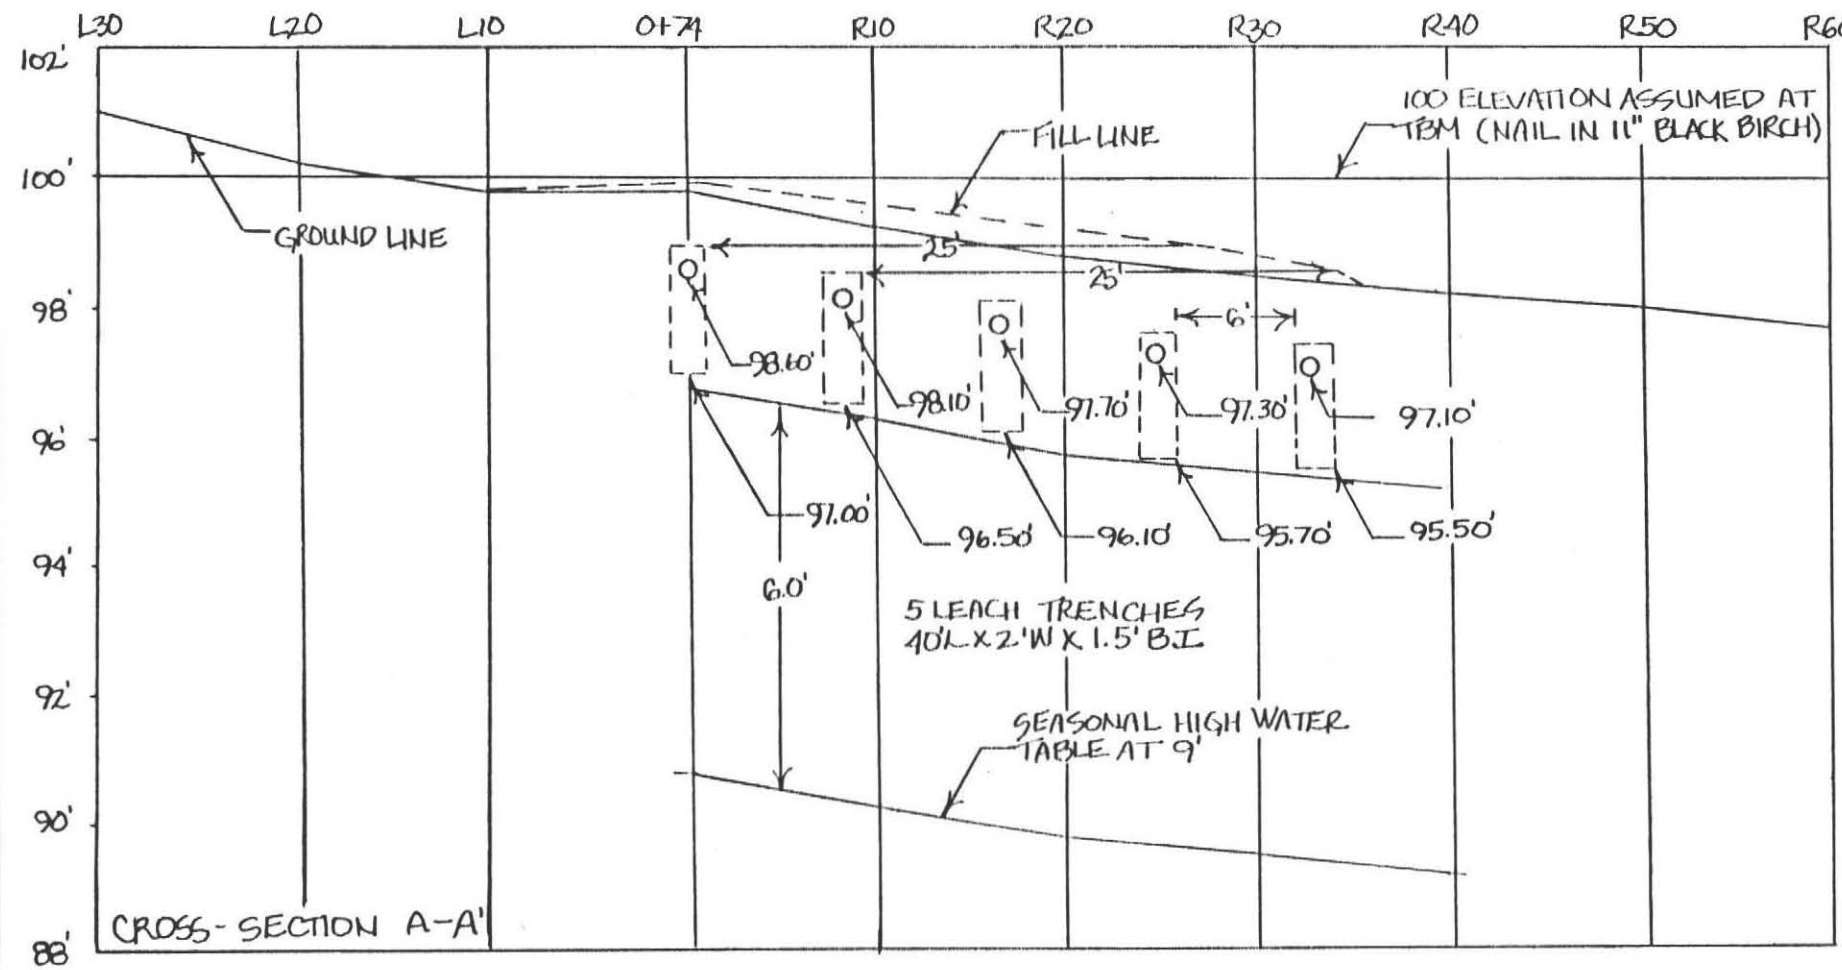 L30 L20 L10 0+74 R10 R20 R30 R40 R50 R60
102'
100 ELEVATION ASSUMED AT
TBM (NAIL IN 11" BLACK BIRCH)
FILL LINE
100'
GROUND LINE
25'
25'
98'
6'
98.60'
98.10'
97.70'
97.30'
97.10'
96'
97.00'
96.50'
96.10'
95.70'
95.50'
94'
6.0'
5 LEACH TRENCHES
40'L X 2'W X 1.5' B.I.
92'
SEASONAL HIGH WATER
TABLE AT 9'
90'
CROSS-SECTION A-A'
88'